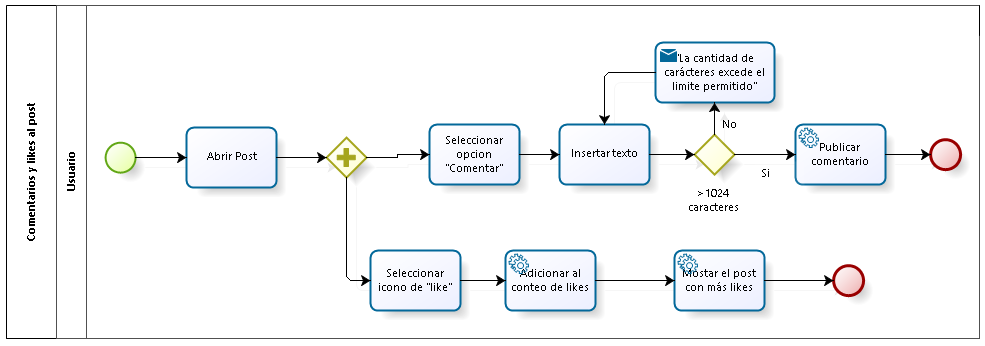 Comentarios y likes al post
Usuario
Abrir Post
Seleccionar
opcion
"Comentar"
Insertar texto
"La cantidad de
carácteres excede el
limite permitido"
No
Si
> 1024
caracteres
Publicar
comentario
Seleccionar
icono de "like"
Adicionar al
conteo de likes
Mostar el post
con más likes